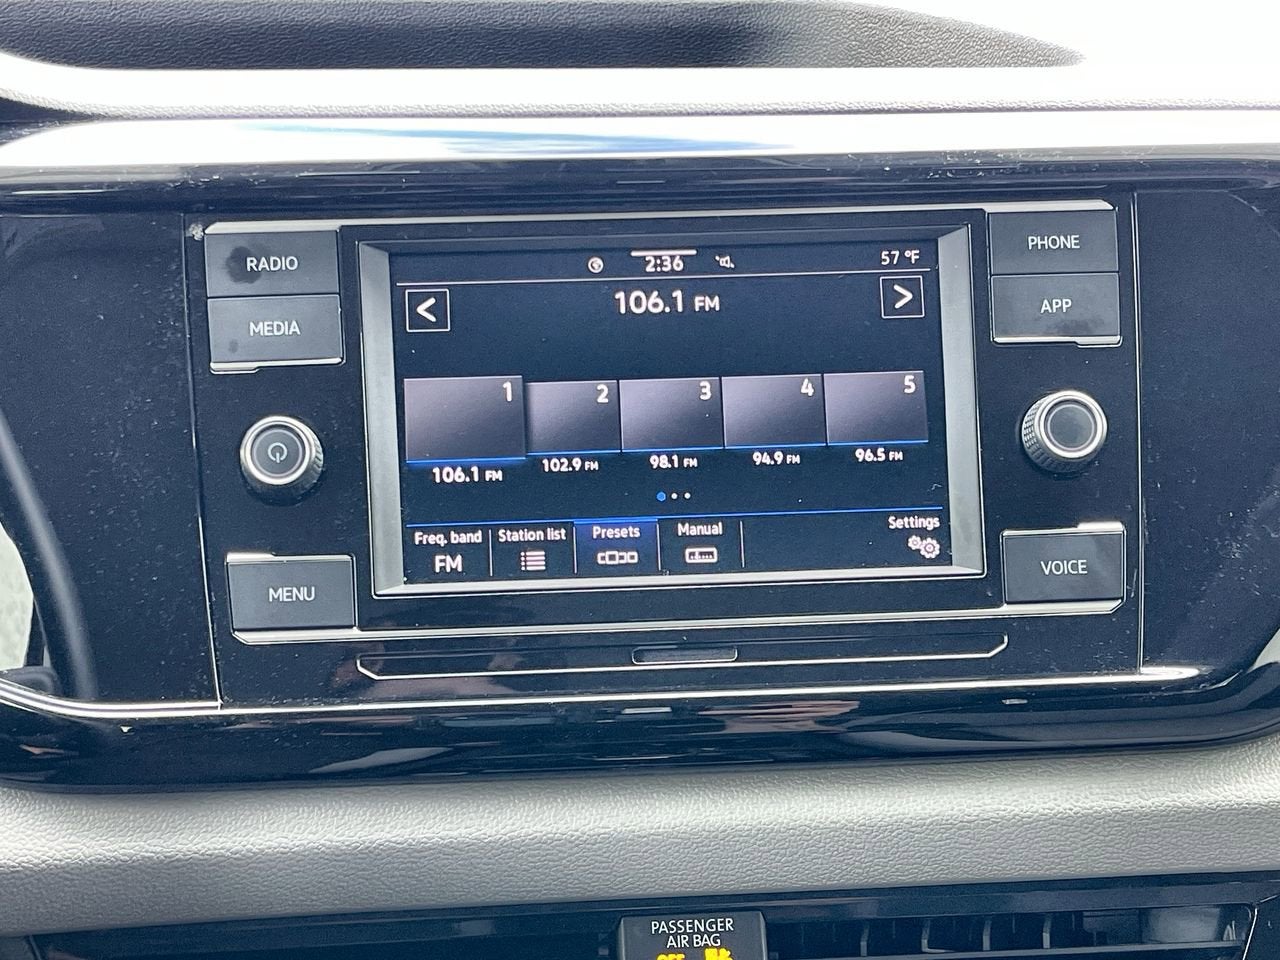 RADIO
MEDIA
MENU
PHONE
APP
VOICE
2:36
57 °F
<
106.1 FM
>
1 2 3 4 5
106.1 FM 102.9 FM 98.1 FM 94.9 FM 96.5 FM
Freq. band Station list Presets Manual Settings
FM
PASSENGER
AIR BAG
OFF